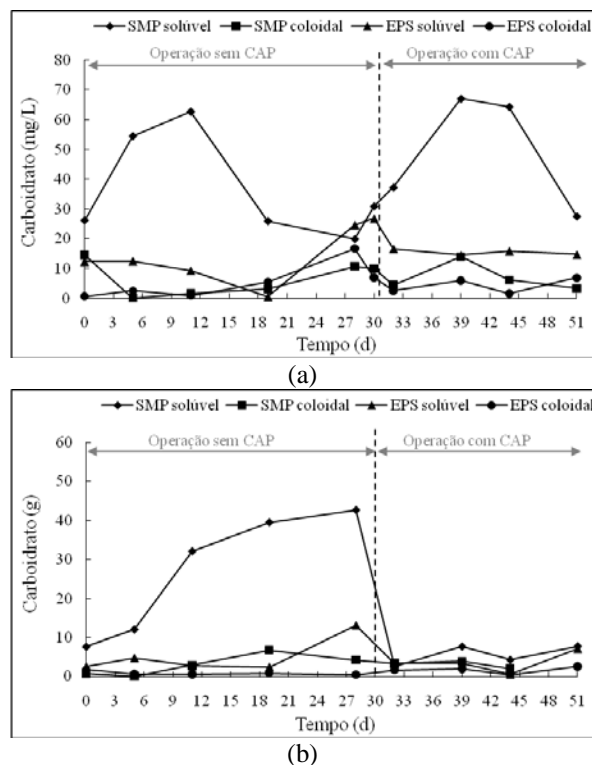 SMP solúvel SMP coloidal EPS solúvel EPS coloidal
Operação sem CAP Operação com CAP
80
70
60
50
40
30
20
10
0
Carboidrato (mg/L)
0 3 6 9 12 15 18 21 24 27 30 33 36 39 42 45 48 51
Tempo (d)
(a)
SMP solúvel SMP coloidal EPS solúvel EPS coloidal
Operação sem CAP Operação com CAP
60
50
40
30
20
10
0
Carboidrato (g)
0 3 6 9 12 15 18 21 24 27 30 33 36 39 42 45 48 51
Tempo (d)
(b)